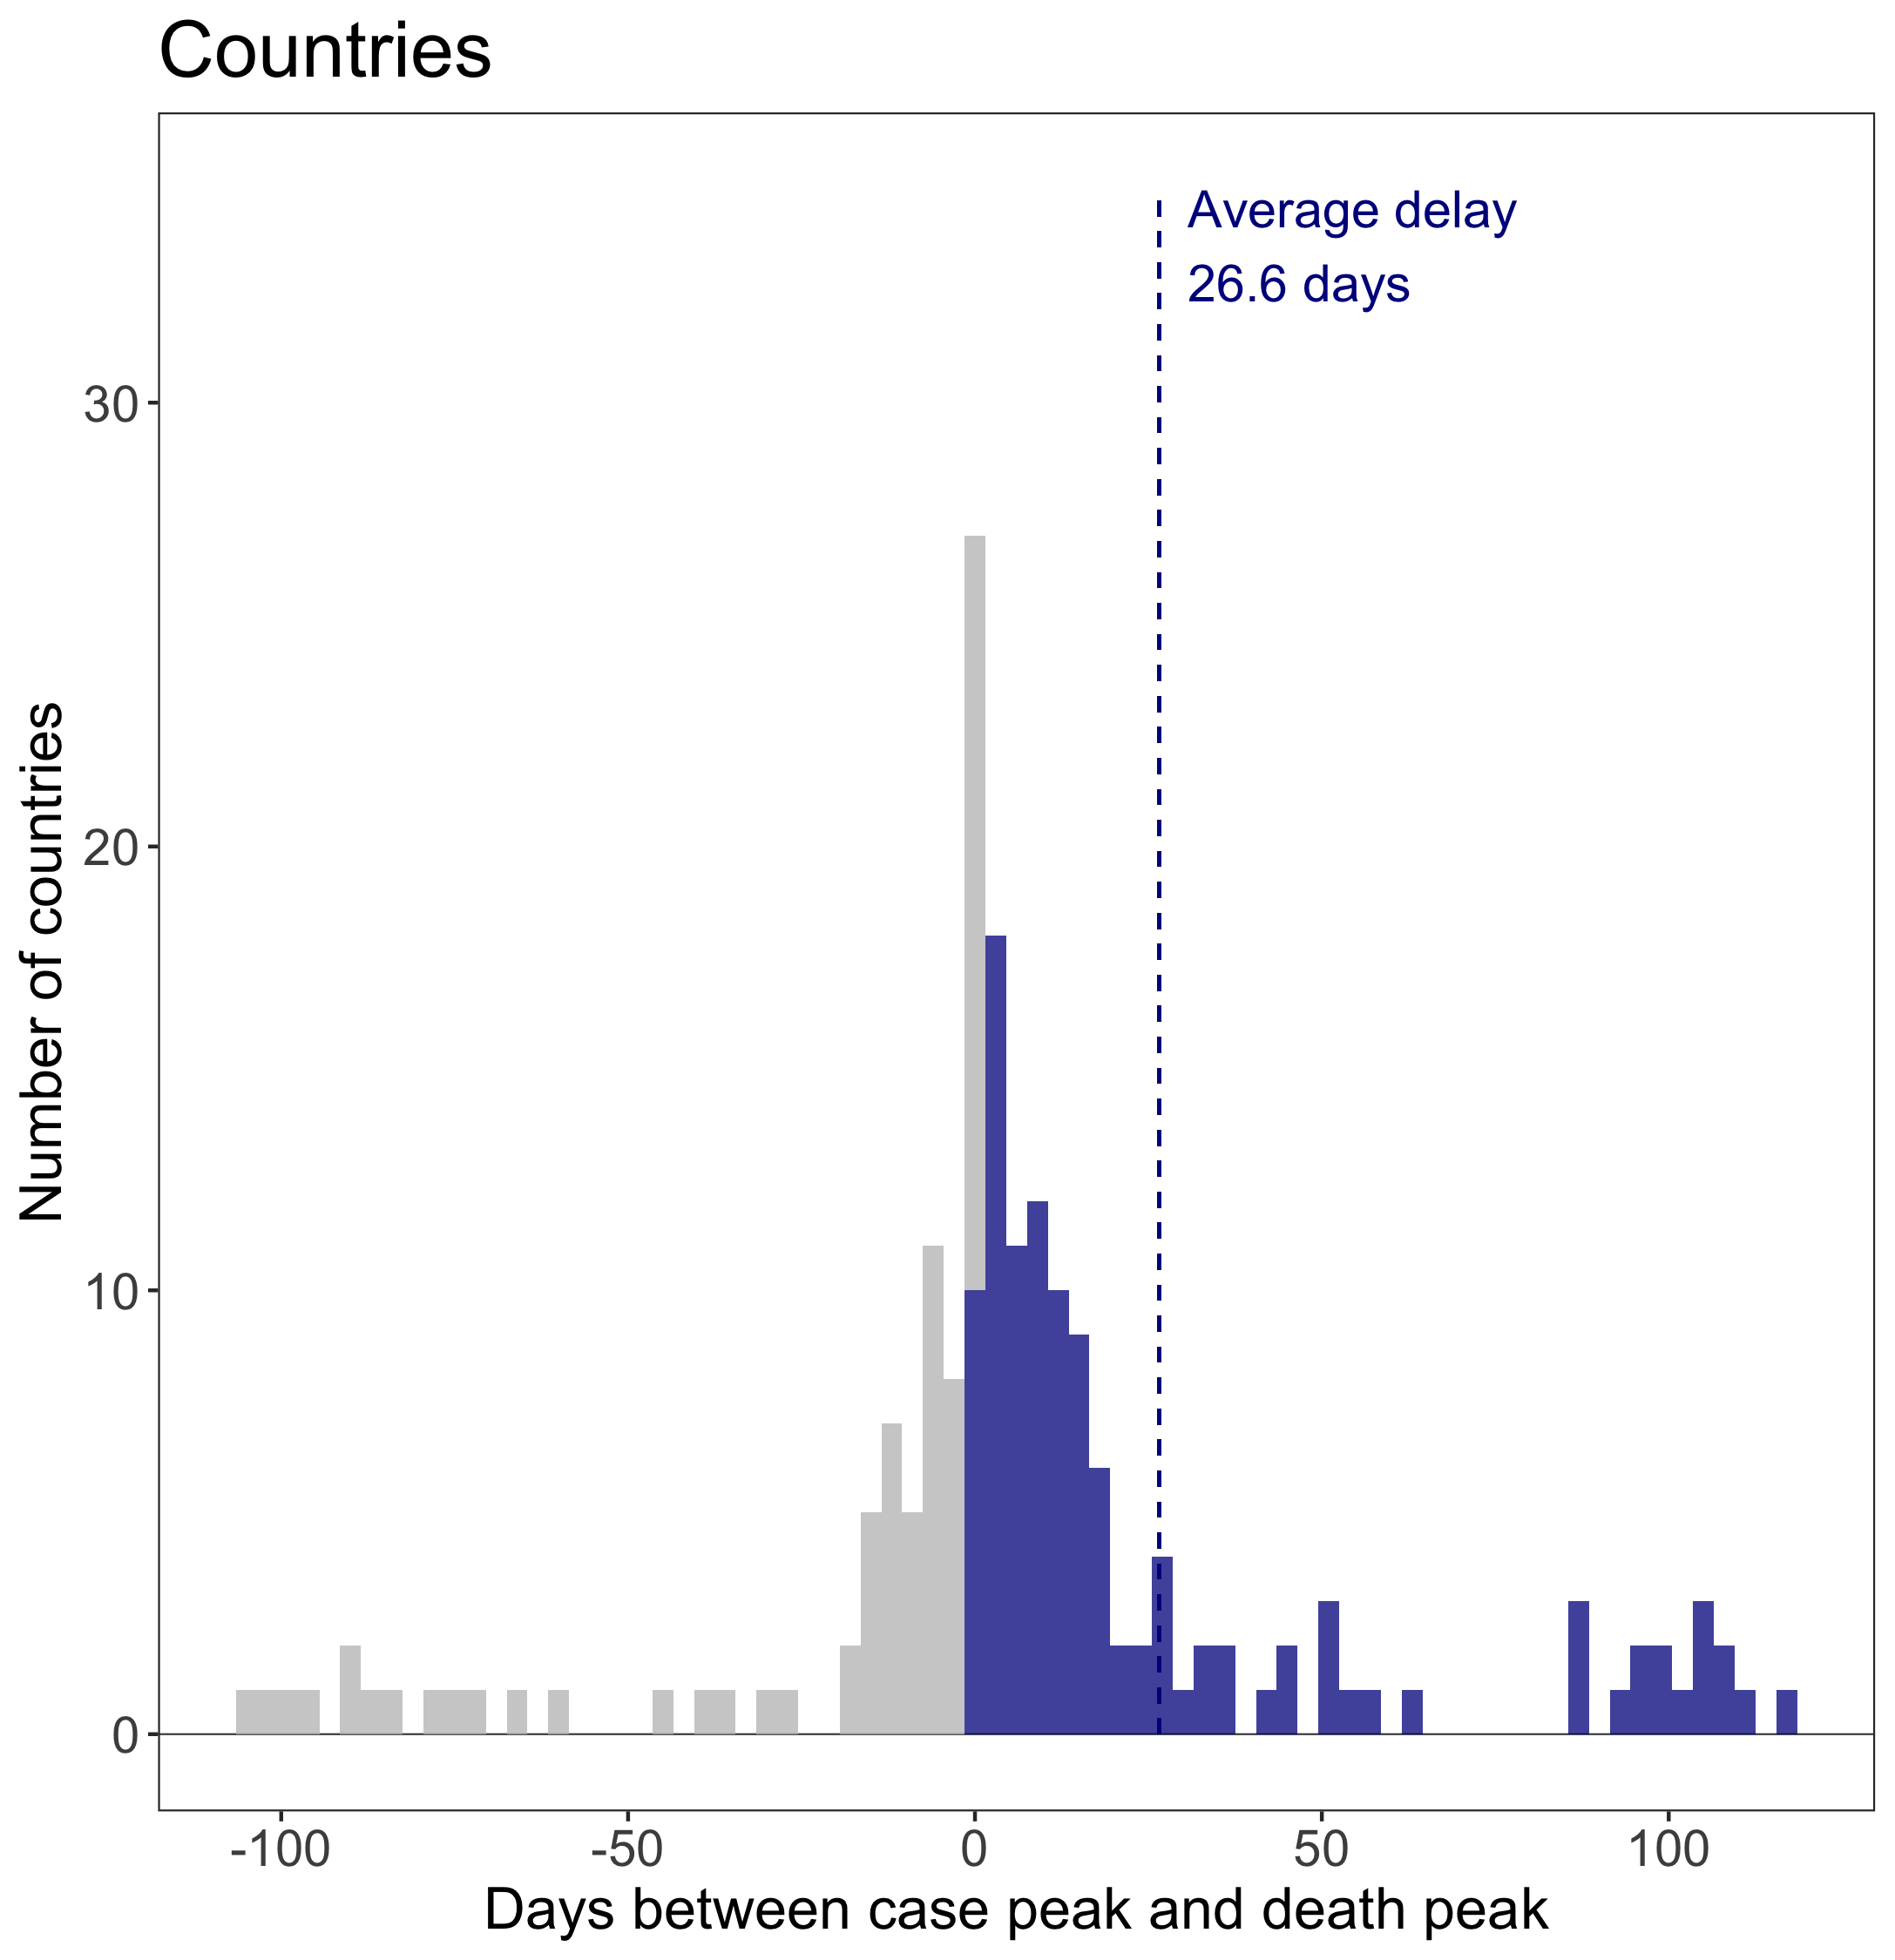 Countries
Average delay
26.6 days
Number of countries
30
20
10
0
-100 -50 0 50 100
Days between case peak and death peak